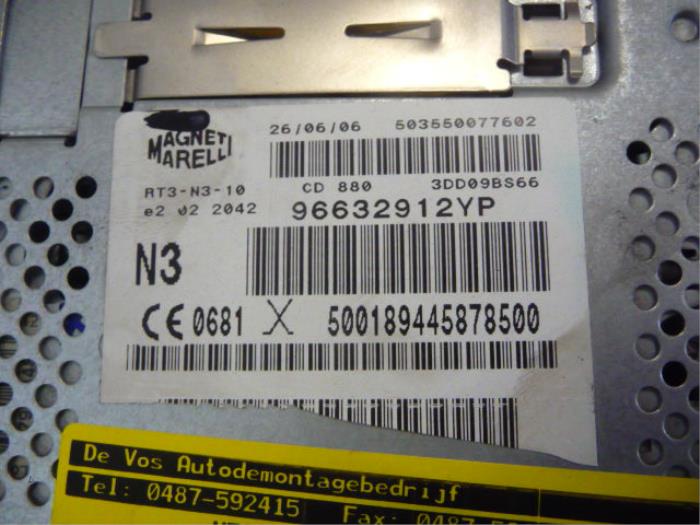 26/06/06 503550077602
MAGNETI
MARELLI
RT3-N3-10 CD 880 3DD09BS66
e2 02 2042 96632912YP
N3
CE 0681 X 500189445878500
De Vos Autodemontagebedrijf
Tel: 0487-592415 Fax: